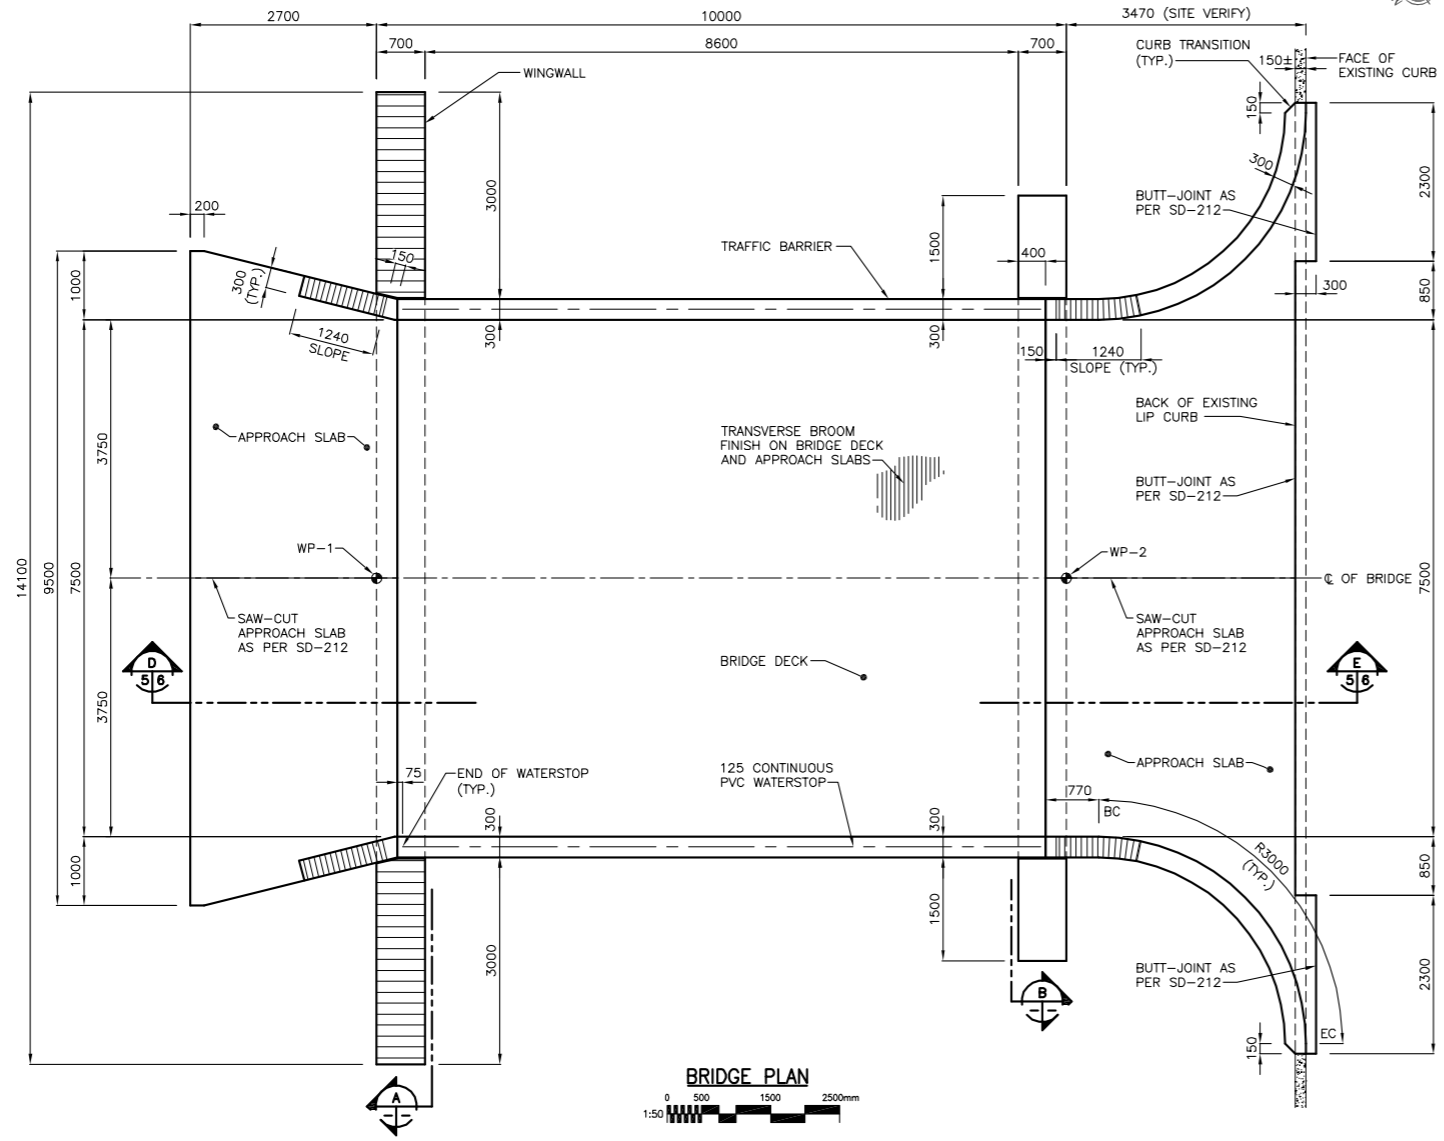 2700
10000
3470 (SITE VERIFY)
700
8600
700
CURB TRANSITION
(TYP.)
150±
FACE OF
EXISTING CURB
WINGWALL
150
300
2300
3000
BUTT-JOINT AS
PER SD-212
200
150
1500
TRAFFIC BARRIER
400
1000
300
(TYP.)
300
850
1240
SLOPE
300
300
150
1240
SLOPE (TYP.)
3750
APPROACH SLAB
TRANSVERSE BROOM
FINISH ON BRIDGE DECK
AND APPROACH SLABS
BACK OF EXISTING
LIP CURB
BUTT-JOINT AS
PER SD-212
WP-1
WP-2
14100
9500
7500
℄ OF BRIDGE
7500
SAW-CUT
APPROACH SLAB
AS PER SD-212
SAW-CUT
APPROACH SLAB
AS PER SD-212
D
5 6
BRIDGE DECK
E
5 6
3750
75
END OF WATERSTOP
(TYP.)
125 CONTINUOUS
PVC WATERSTOP
APPROACH SLAB
770
BC
300
300
R3000
(TYP.)
1000
850
1500
3000
BUTT-JOINT AS
PER SD-212
2300
B
EC
150
BRIDGE PLAN
A
0 500 1500 2500mm
1:50